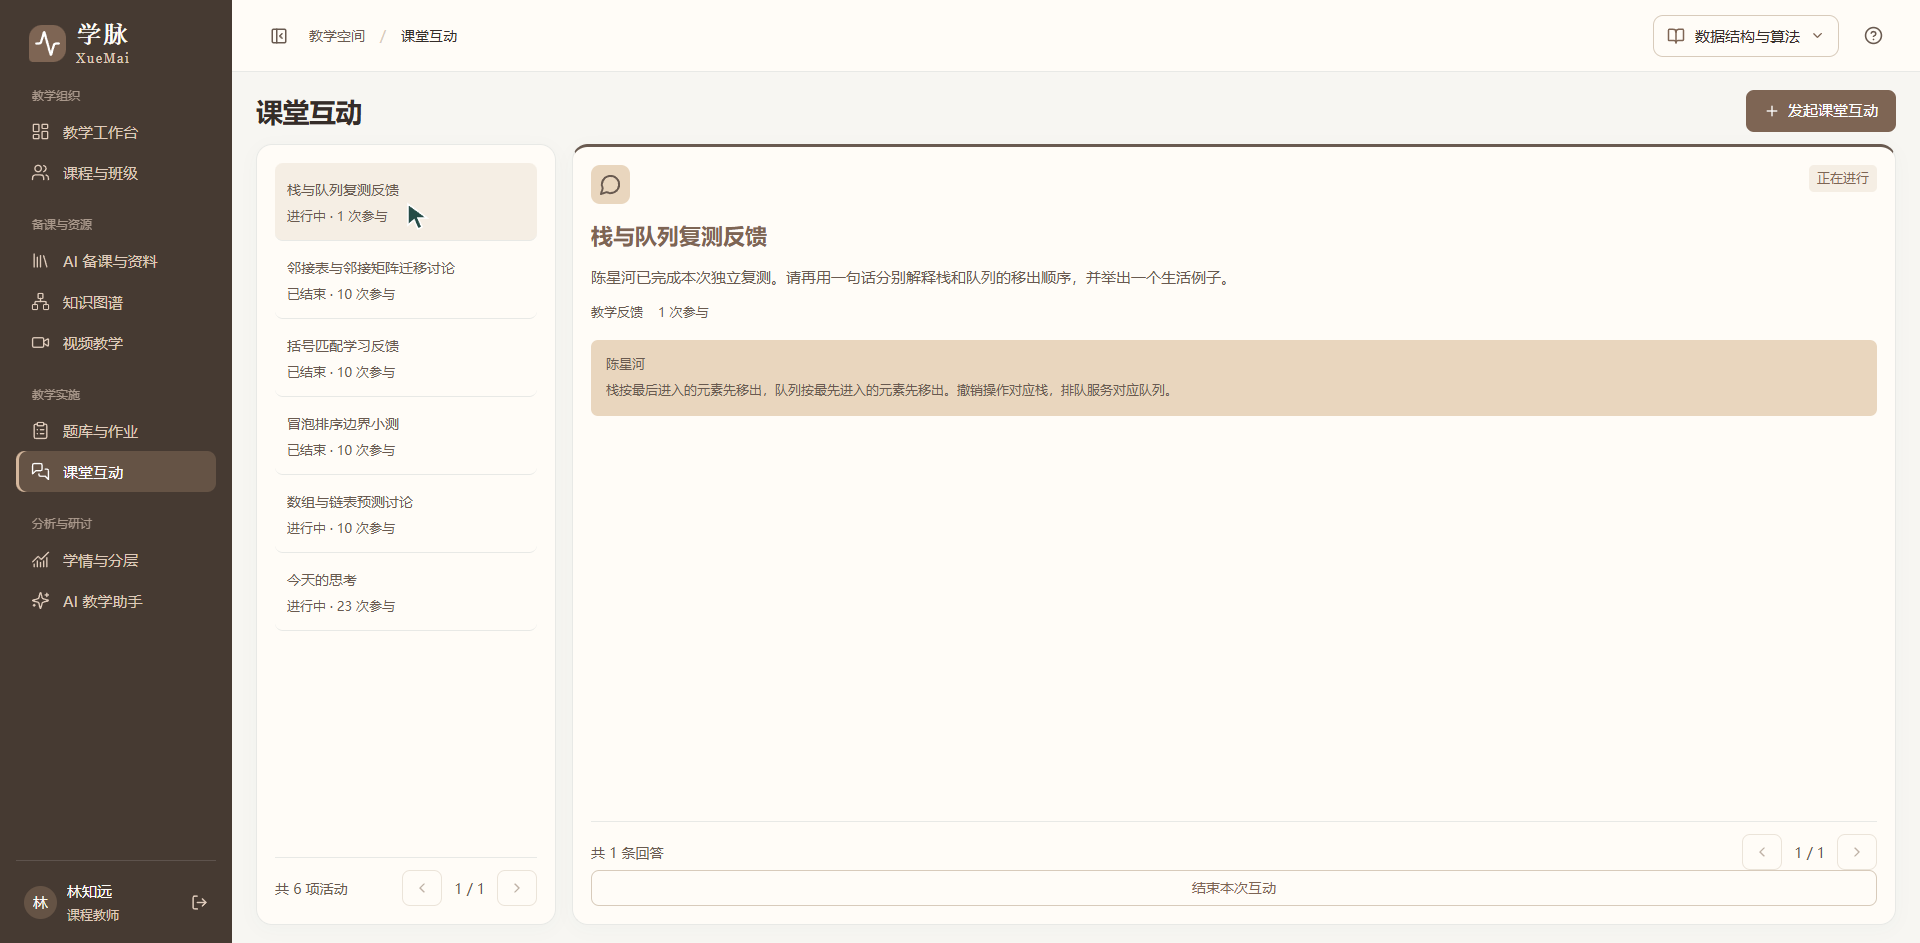 学脉
XueMai
教学组织
教学工作台
课程与班级
备课与资源
AI 备课与资料
知识图谱
视频教学
教学实施
题库与作业
课堂互动
分析与研讨
学情与分层
AI 教学助手
林
林知远
课程教师
教学空间 / 课堂互动
数据结构与算法
课堂互动
+ 发起课堂互动
栈与队列复测反馈
进行中 · 1 次参与
邻接表与邻接矩阵迁移讨论
已结束 · 10 次参与
括号匹配学习反馈
已结束 · 10 次参与
冒泡排序边界小测
已结束 · 10 次参与
数组与链表预测讨论
进行中 · 10 次参与
今天的思考
进行中 · 23 次参与
共 6 项活动
1 / 1
正在进行
栈与队列复测反馈
陈星河已完成本次独立复测。请再用一句话分别解释栈和队列的移出顺序，并举出一个生活例子。
教学反馈 1 次参与
陈星河
栈按最后进入的元素先移出，队列按最先进入的元素先移出。撤销操作对应栈，排队服务对应队列。
共 1 条回答
1 / 1
结束本次互动